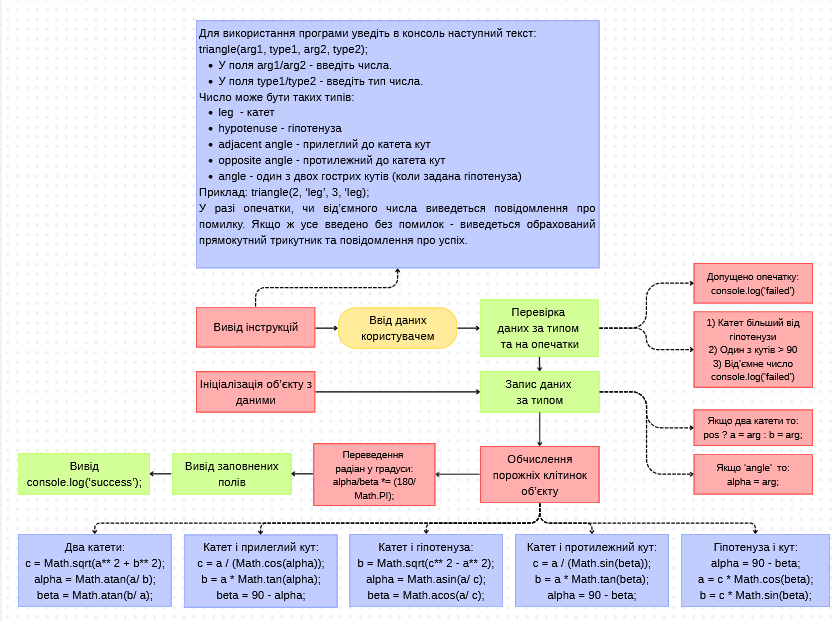 Для використання програми уведіть в консоль наступний текст:
triangle(arg1, type1, arg2, type2);
• У поля arg1/arg2 - введіть числа.
• У поля type1/type2 - введіть тип числа.
Число може бути таких типів:
• leg - катет
• hypotenuse - гіпотенуза
• adjacent angle - прилеглий до катета кут
• opposite angle - протилежний до катета кут
• angle - один з двох гострих кутів (коли задана гіпотенуза)
Приклад: triangle(2, ‘leg’, 3, ‘leg);
У разі опечатки, чи від’ємного числа виведеться повідомлення про
помилку. Якщо ж усе введено без помилок - виведеться обрахований
прямокутний трикутник та повідомлення про успіх.
Вивід інструкцій
Ввід даних
користувачем
Перевірка
даних за типом
та на опечатки
Допущено опечатку:
console.log(‘failed’)
1) Катет більший від
гіпотенузи
2) Один з кутів > 90
3) Від’ємне число
console.log(‘failed’)
Ініціалізація об’єкту з
даними
Запис даних
за типом
Якщо два катети то:
pos ? a = arg : b = arg;
Якщо ‘angle’ то:
alpha = arg;
Вивід
console.log(‘success’);
Вивід заповнених
полів
Переведення
радіан у градуси:
alpha/beta *= (180/
Math.PI);
Обчислення
порожніх клітинок
об’єкту
Два катети:
c = Math.sqrt(a** 2 + b** 2);
alpha = Math.atan(a/ b);
beta = Math.atan(b/ a);
Катет і прилеглий кут:
c = a / (Math.cos(alpha));
b = a * Math.tan(alpha);
beta = 90 - alpha;
Катет і гіпотенуза:
b = Math.sqrt(c** 2 - a** 2);
alpha = Math.asin(a/ c);
beta = Math.acos(a/ c);
Катет і протилежний кут:
c = a / (Math.sin(beta));
b = a * Math.tan(beta);
alpha = 90 - beta;
Гіпотенуза і кут:
alpha = 90 - beta;
a = c * Math.cos(beta);
b = c * Math.sin(beta);